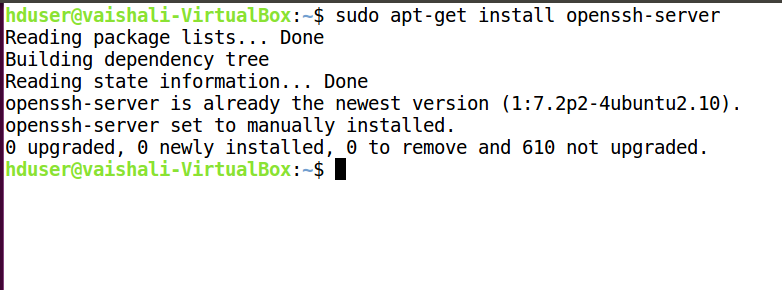 hduser@vaishali-VirtualBox:~$ sudo apt-get install openssh-server
Reading package lists... Done
Building dependency tree
Reading state information... Done
openssh-server is already the newest version (1:7.2p2-4ubuntu2.10).
openssh-server set to manually installed.
0 upgraded, 0 newly installed, 0 to remove and 610 not upgraded.
hduser@vaishali-VirtualBox:~$